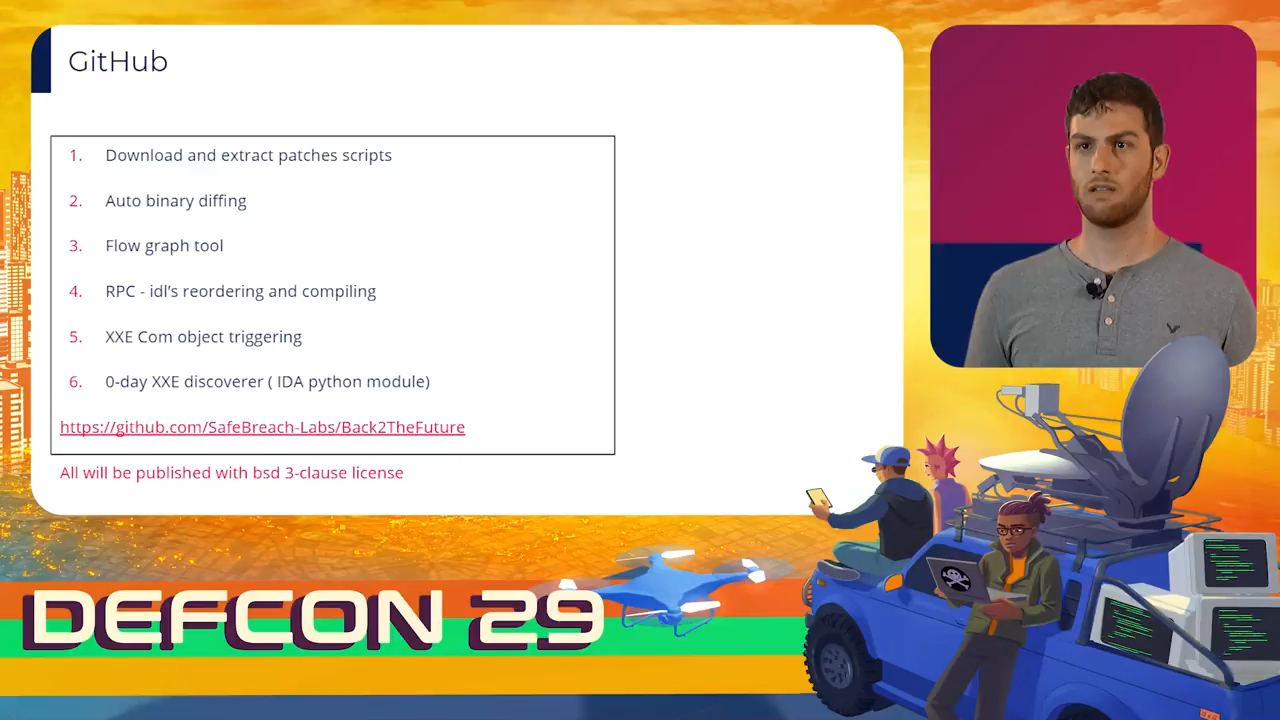 GitHub
1. Download and extract patches scripts
2. Auto binary diffing
3. Flow graph tool
4. RPC - idl’s reordering and compiling
5. XXE Com object triggering
6. 0-day XXE discoverer ( IDA python module)
https://github.com/SafeBreach-Labs/Back2TheFuture
All will be published with bsd 3-clause license
DEFCON 29